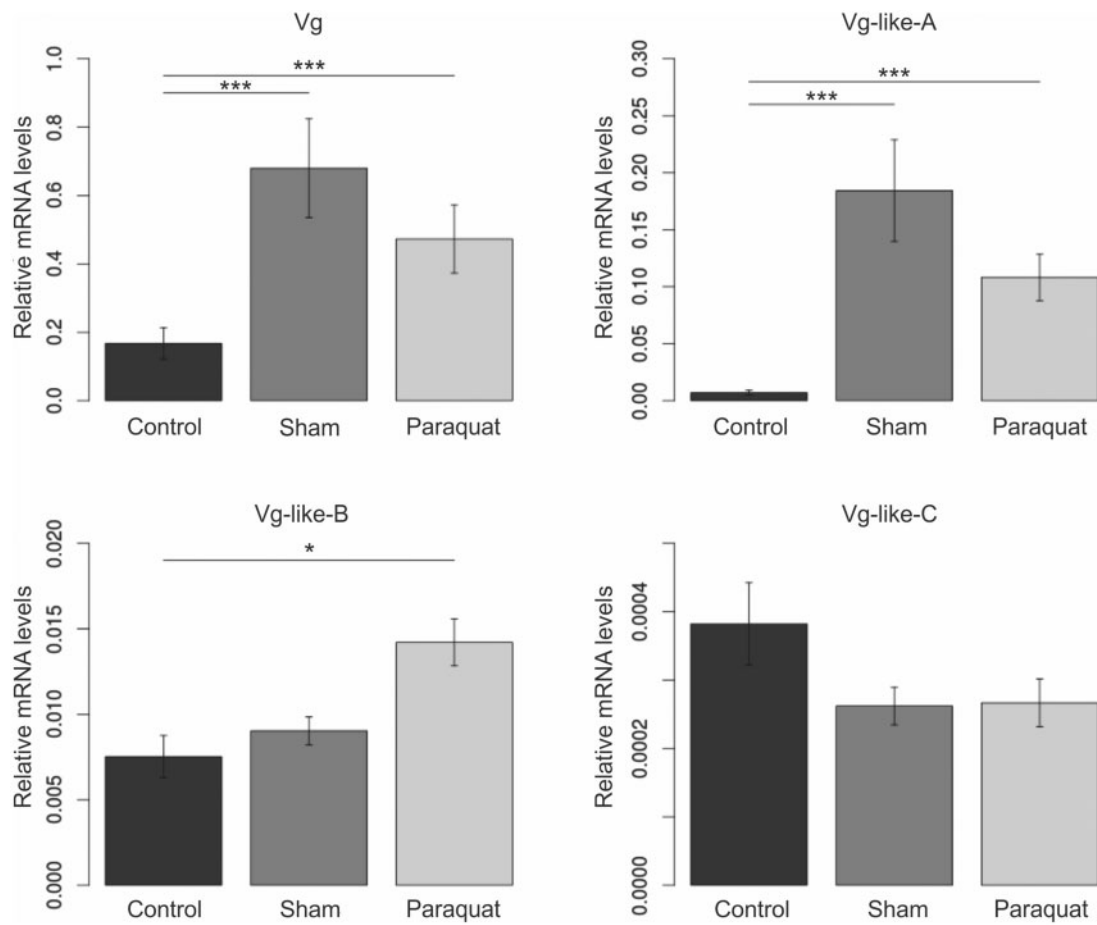 Vg
Relative mRNA levels
1.0
0.8
0.6
0.4
0.2
0.0
***
***
Control Sham Paraquat
Vg-like-A
Relative mRNA levels
0.30
0.25
0.20
0.15
0.10
0.05
0.00
***
***
Control Sham Paraquat
Vg-like-B
Relative mRNA levels
0.020
0.015
0.010
0.005
0.000
*
Control Sham Paraquat
Vg-like-C
Relative mRNA levels
0.0004
0.0002
0.0000
Control Sham Paraquat